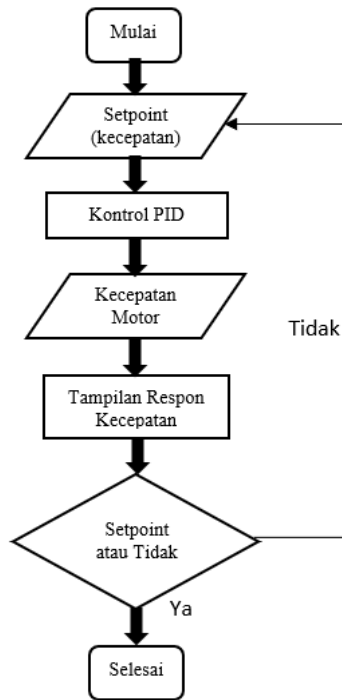 Mulai
Setpoint
(kecepatan)
Kontrol PID
Kecepatan
Motor
Tidak
Tampilan Respon
Kecepatan
Setpoint
atau Tidak
Ya
Selesai